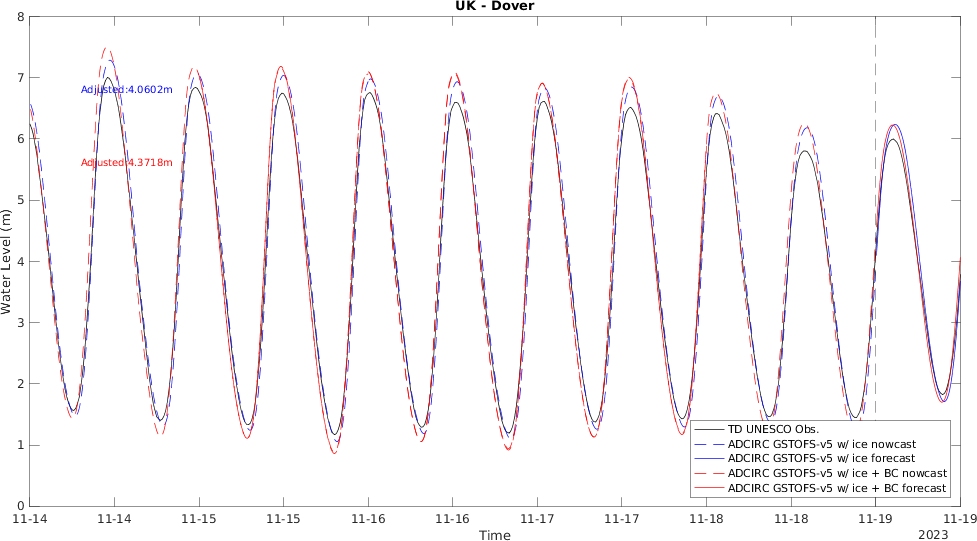 UK - Dover
8
7
6
5
4
3
2
1
0
Water Level (m)
Adjusted:4.0602m
Adjusted:4.3718m
TD UNESCO Obs.
ADCIRC GSTOFS-v5 w/ ice nowcast
ADCIRC GSTOFS-v5 w/ ice forecast
ADCIRC GSTOFS-v5 w/ ice + BC nowcast
ADCIRC GSTOFS-v5 w/ ice + BC forecast
11-14 11-14 11-15 11-15 11-16 11-16 11-17 11-17 11-18 11-18 11-19 11-19
Time
2023